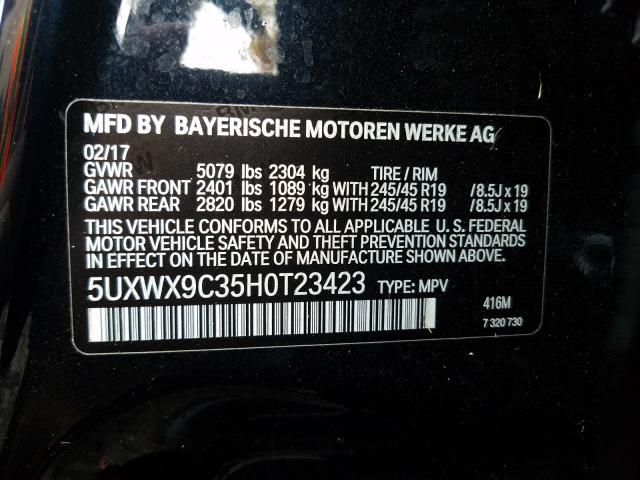 MFD BY BAYERISCHE MOTOREN WERKE AG
02/17
GVWR 5079 lbs 2304 kg TIRE / RIM
GAWR FRONT 2401 lbs 1089 kg WITH 245/45 R19 / 8.5J x 19
GAWR REAR 2820 lbs 1279 kg WITH 245/45 R19 / 8.5J x 19
THIS VEHICLE CONFORMS TO ALL APPLICABLE U. S. FEDERAL
MOTOR VEHICLE SAFETY AND THEFT PREVENTION STANDARDS
IN EFFECT ON THE DATE OF MANUFACTURE SHOWN ABOVE.
5UXWX9C35H0T23423 TYPE: MPV
416M
7 320 730